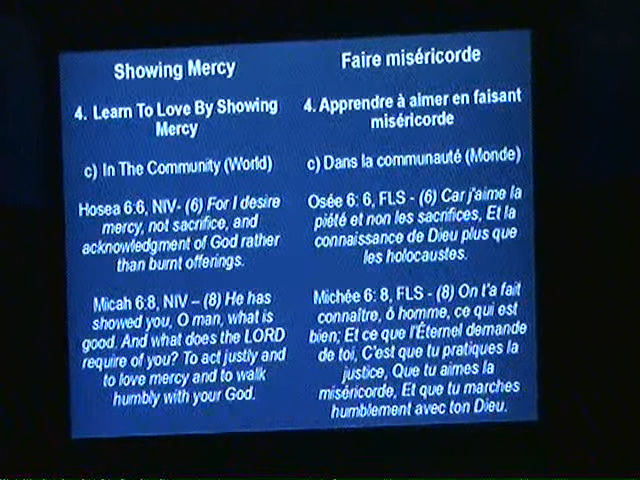 Showing Mercy
4. Learn To Love By Showing
Mercy
c) In The Community (World)
Hosea 6:6, NIV- (6) For I desire
mercy, not sacrifice, and
acknowledgment of God rather
than burnt offerings.
Micah 6:8, NIV – (8) He has
showed you, O man, what is
good. And what does the LORD
require of you? To act justly and
to love mercy and to walk
humbly with your God.
Faire miséricorde
4. Apprendre à aimer en faisant
miséricorde
c) Dans la communauté (Monde)
Osée 6: 6, FLS - (6) Car j'aime la
piété et non les sacrifices, Et la
connaissance de Dieu plus que
les holocaustes.
Michée 6: 8, FLS - (8) On t'a fait
connaître, ô homme, ce qui est
bien; Et ce que l'Éternel demande
de toi, C'est que tu pratiques la
justice, Que tu aimes la
miséricorde, Et que tu marches
humblement avec ton Dieu.